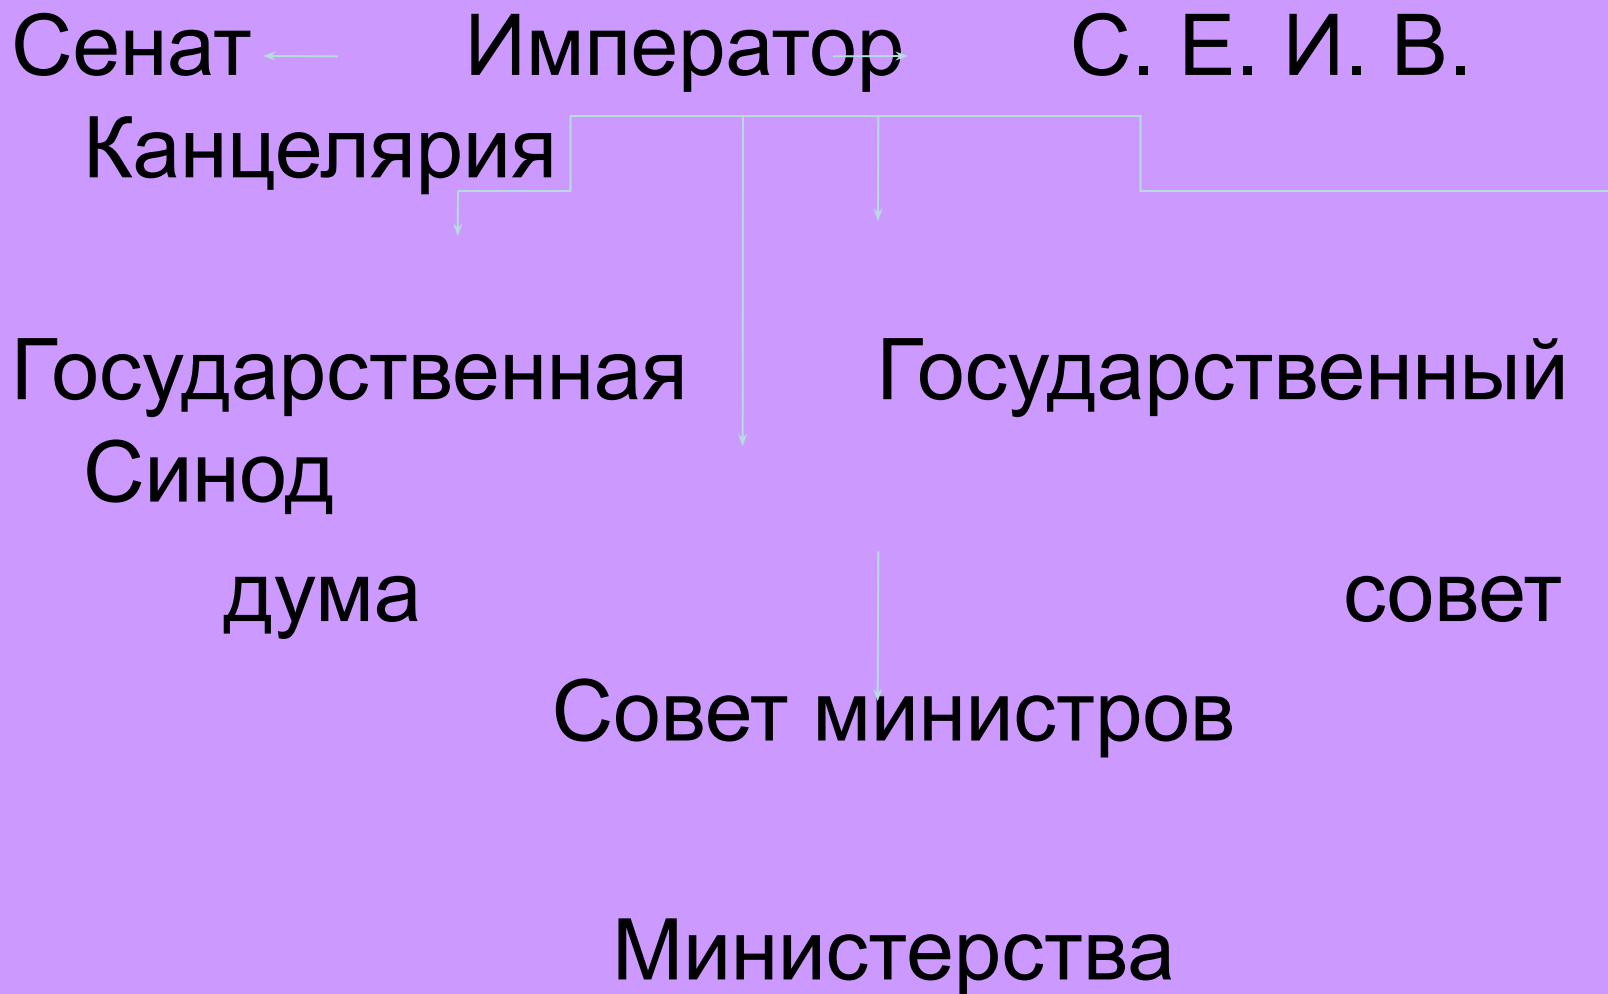 Сенат Император С. Е. И. В.
Канцелярия
Государственная Государственный
Синод
дума совет
Совет министров
Министерства